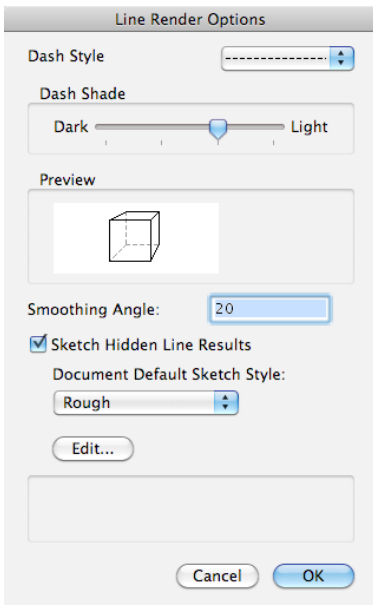 Line Render Options
Dash Style
Dash Shade
Dark Light
Preview
Smoothing Angle: 20
Sketch Hidden Line Results
Document Default Sketch Style:
Rough
Edit...
Cancel OK